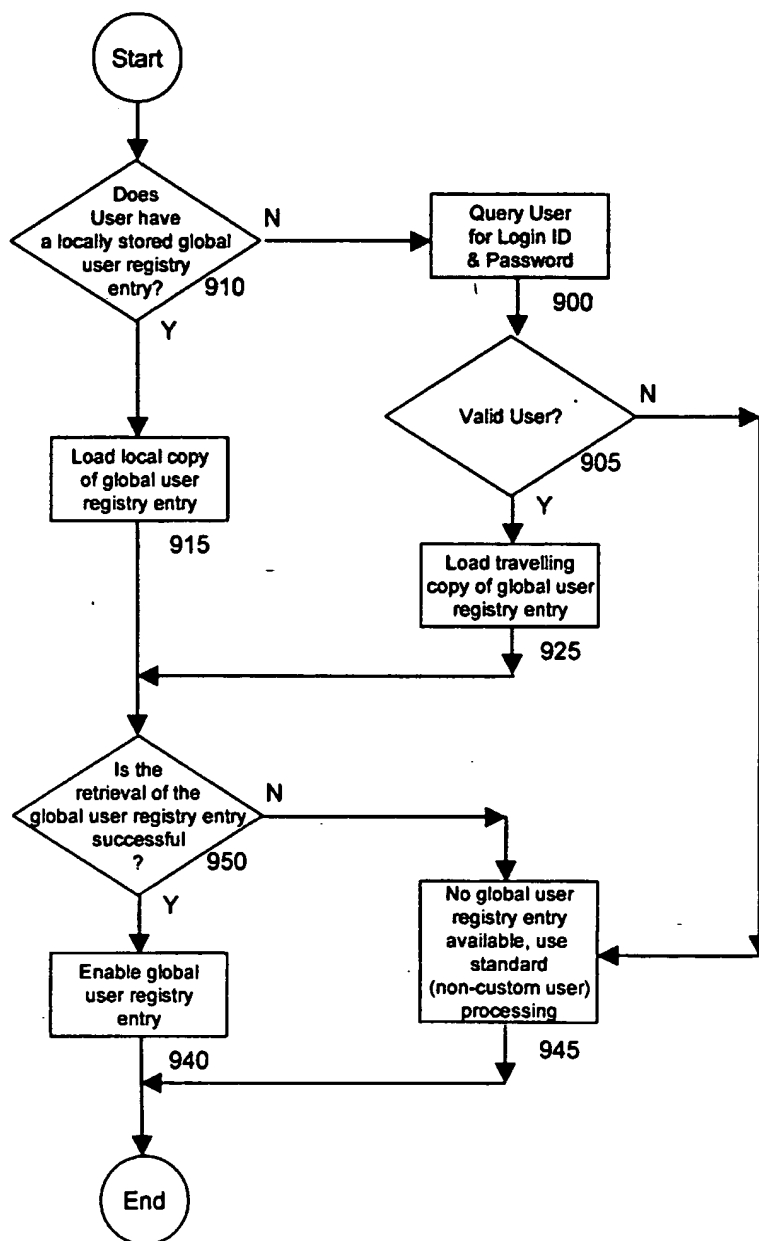 Start
Does
User have
a locally stored global
user registry
entry?
910
N
Y
Query User
for Login ID
& Password
900
Valid User?
N
905
Y
Load local copy
of global user
registry entry
915
Load travelling
copy of global user
registry entry
925
Is the
retrieval of the
global user registry entry
successful
?
950
N
Y
No global user
registry entry
available, use
standard
(non-custom user)
processing
945
Enable global
user registry
entry
940
End